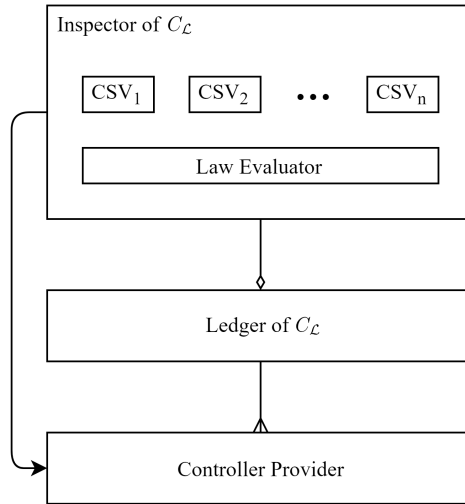 Inspector of C_ℒ
CSV_1 CSV_2 ••• CSV_n
Law Evaluator
Ledger of C_ℒ
Controller Provider